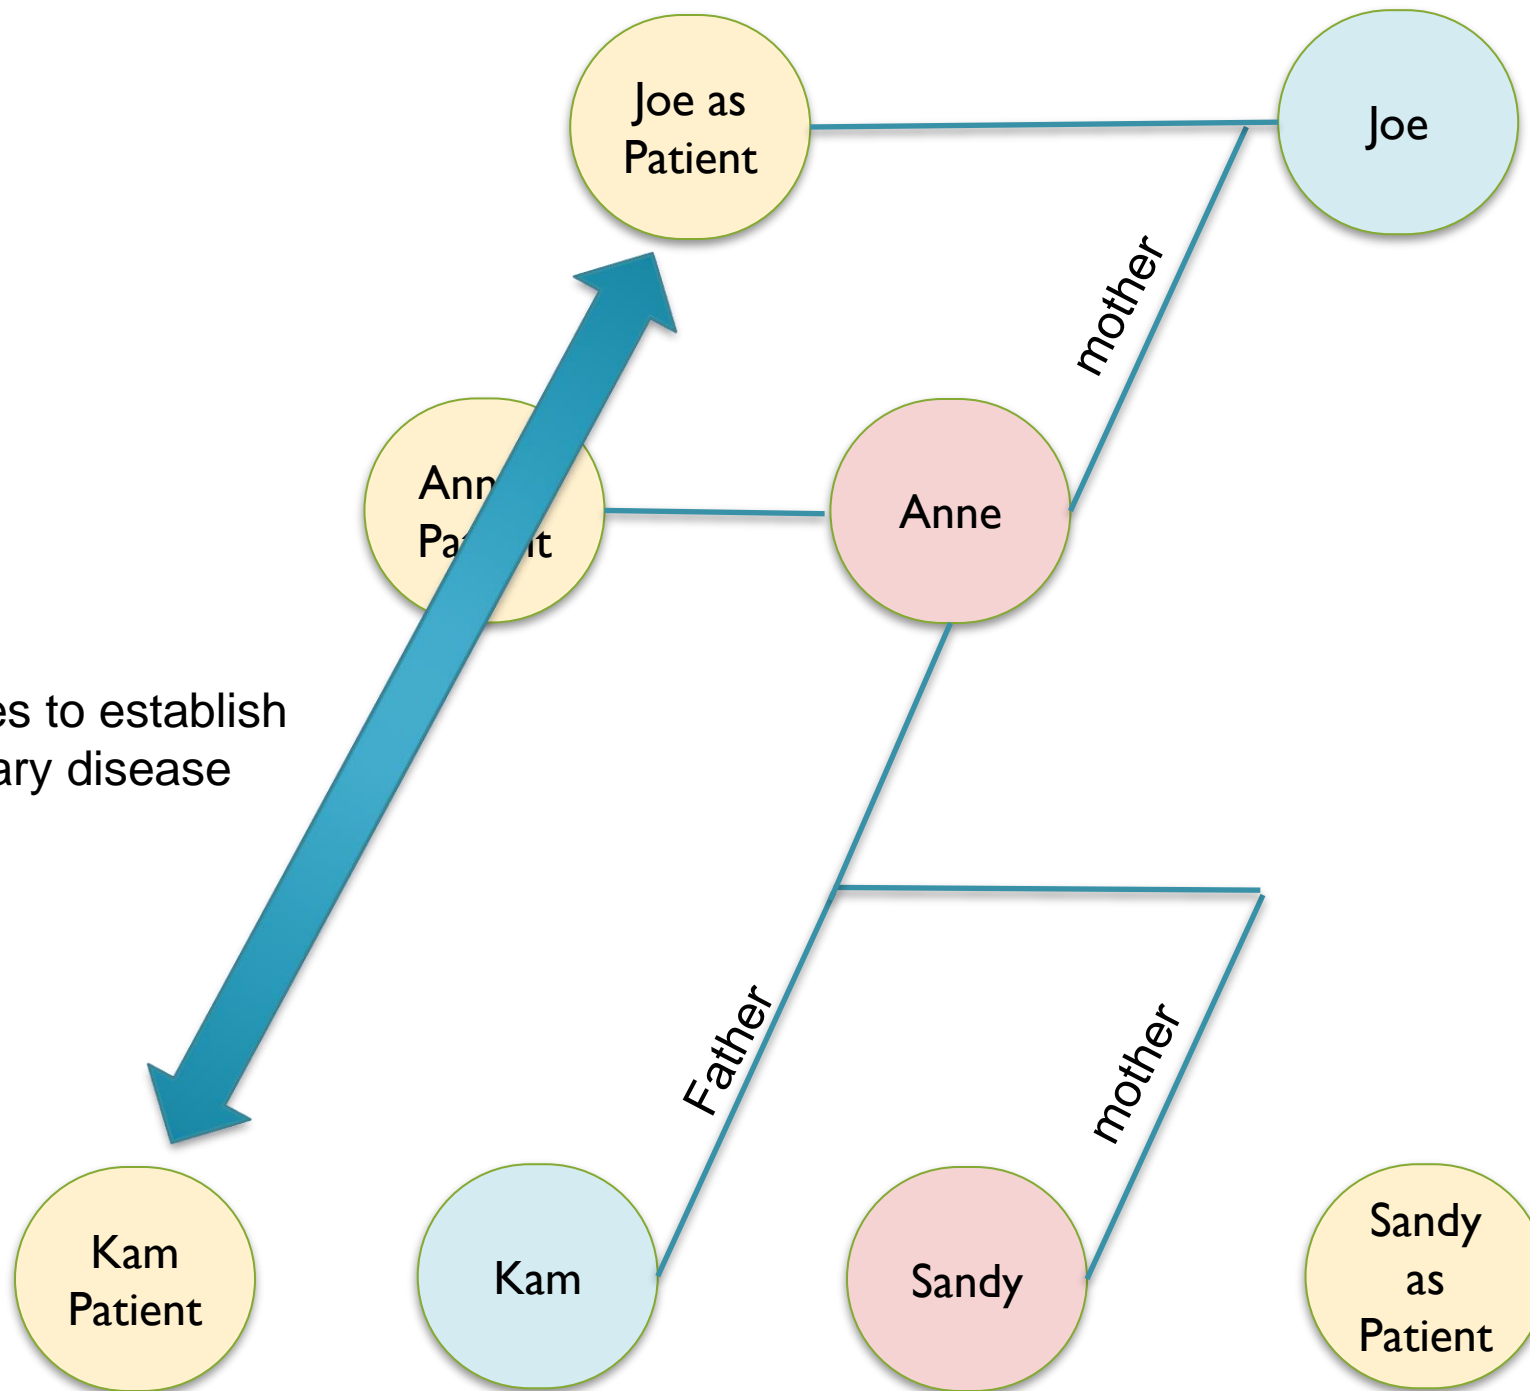 Joe as
Patient
Joe
mother
Ann
Pa nt
Anne
es to establish
ary disease
Father
mother
Kam
Patient
Kam
Sandy
Sandy
as
Patient